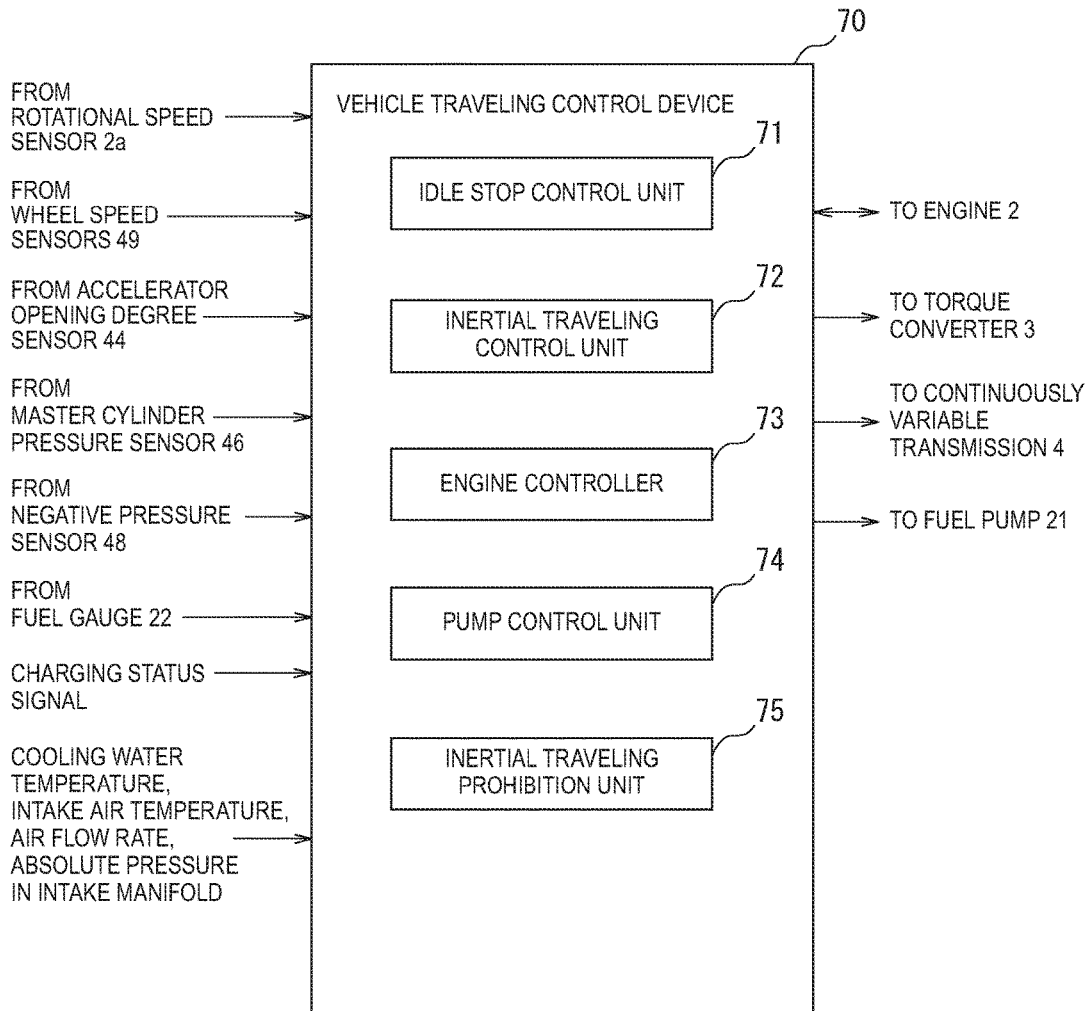 70
FROM
ROTATIONAL SPEED
SENSOR 2a
FROM
WHEEL SPEED
SENSORS 49
FROM ACCELERATOR
OPENING DEGREE
SENSOR 44
FROM
MASTER CYLINDER
PRESSURE SENSOR 46
FROM
NEGATIVE PRESSURE
SENSOR 48
FROM
FUEL GAUGE 22
CHARGING STATUS
SIGNAL
COOLING WATER
TEMPERATURE,
INTAKE AIR TEMPERATURE,
AIR FLOW RATE,
ABSOLUTE PRESSURE
IN INTAKE MANIFOLD
VEHICLE TRAVELING CONTROL DEVICE
71
IDLE STOP CONTROL UNIT
72
INERTIAL TRAVELING
CONTROL UNIT
73
ENGINE CONTROLLER
74
PUMP CONTROL UNIT
75
INERTIAL TRAVELING
PROHIBITION UNIT
TO ENGINE 2
TO TORQUE
CONVERTER 3
TO CONTINUOUSLY
VARIABLE
TRANSMISSION 4
TO FUEL PUMP 21